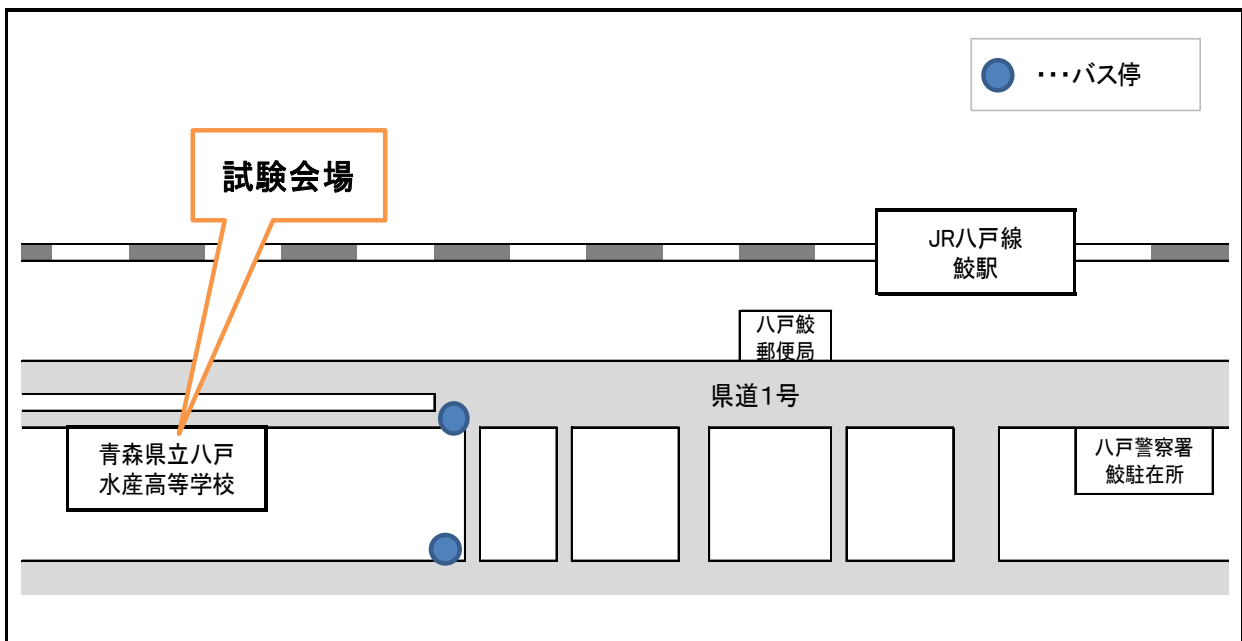 ・・・バス停
試験会場
JR八戸線
鮫駅
八戸鮫
郵便局
県道1号
青森県立八戸
水産高等学校
八戸警察署
鮫駐在所